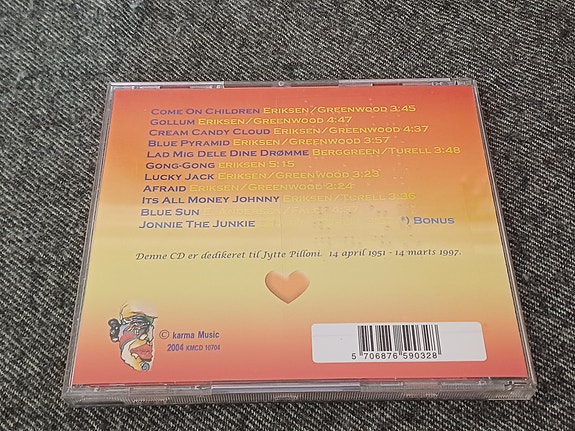 Come On Children Eriksen/Greenwood 3:45
Gollum Eriksen/Greenwood 4:47
Cream Candy Cloud Eriksen/Greenwood 4:37
Blue Pyramid Eriksen/Greenwood 3:57
Lad Mig Dele Dine Drømme Berggreen/Turell 3:48
Gong-Gong Eriksen 5:15
Lucky Jack Eriksen/Greenwood 3:23
Afraid Eriksen/Greenwood 2:24
Its All Money Johnny Eriksen/Turell 3:36
Blue Sun
Jonnie The Junkie *) Bonus
Denne CD er dedikeret til Jytte Pilloni. 14 april 1951 - 14 marts 1997.
© karma Music
2004 KMCD 10704
5 706876 590328